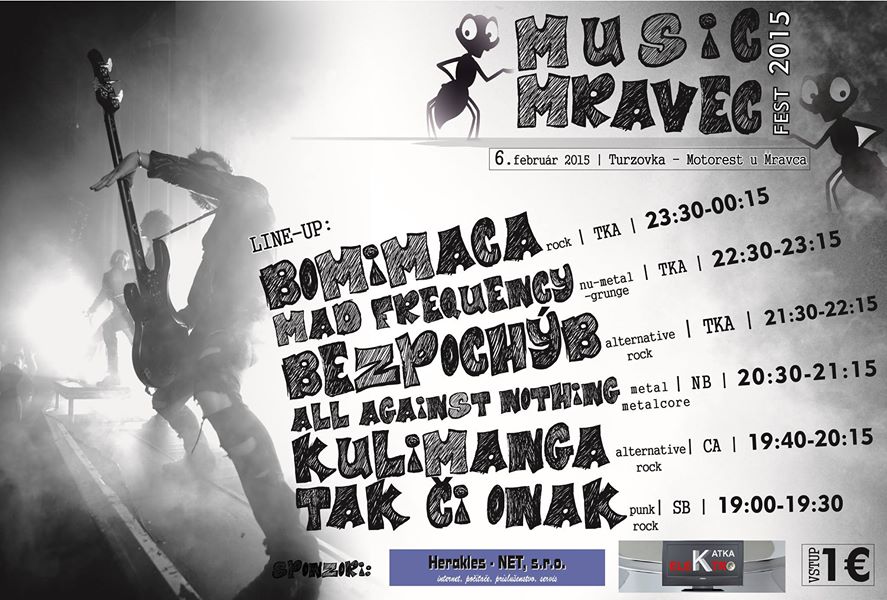 MUSIC
MRAVEC
FEST 2015
6.február 2015 | Turzovka - Motorest u Mravca
LINE-UP:
BOMIMACA rock | TKA | 23:30-00:15
MAD FREQUENCY nu-metal -grunge | TKA | 22:30-23:15
BEZPOCHÝB alternative rock | TKA | 21:30-22:15
ALL AGAINST NOTHING metal metalcore | NB | 20:30-21:15
KULIMANGA alternative rock | CA | 19:40-20:15
TAK ČI ONAK punk rock | SB | 19:00-19:30
SPONZORI:
Herakles - NET, s.r.o.
internet, počítače, príslušenstvo, servis
KATKA
ELEKTRO
VSTUP 1€